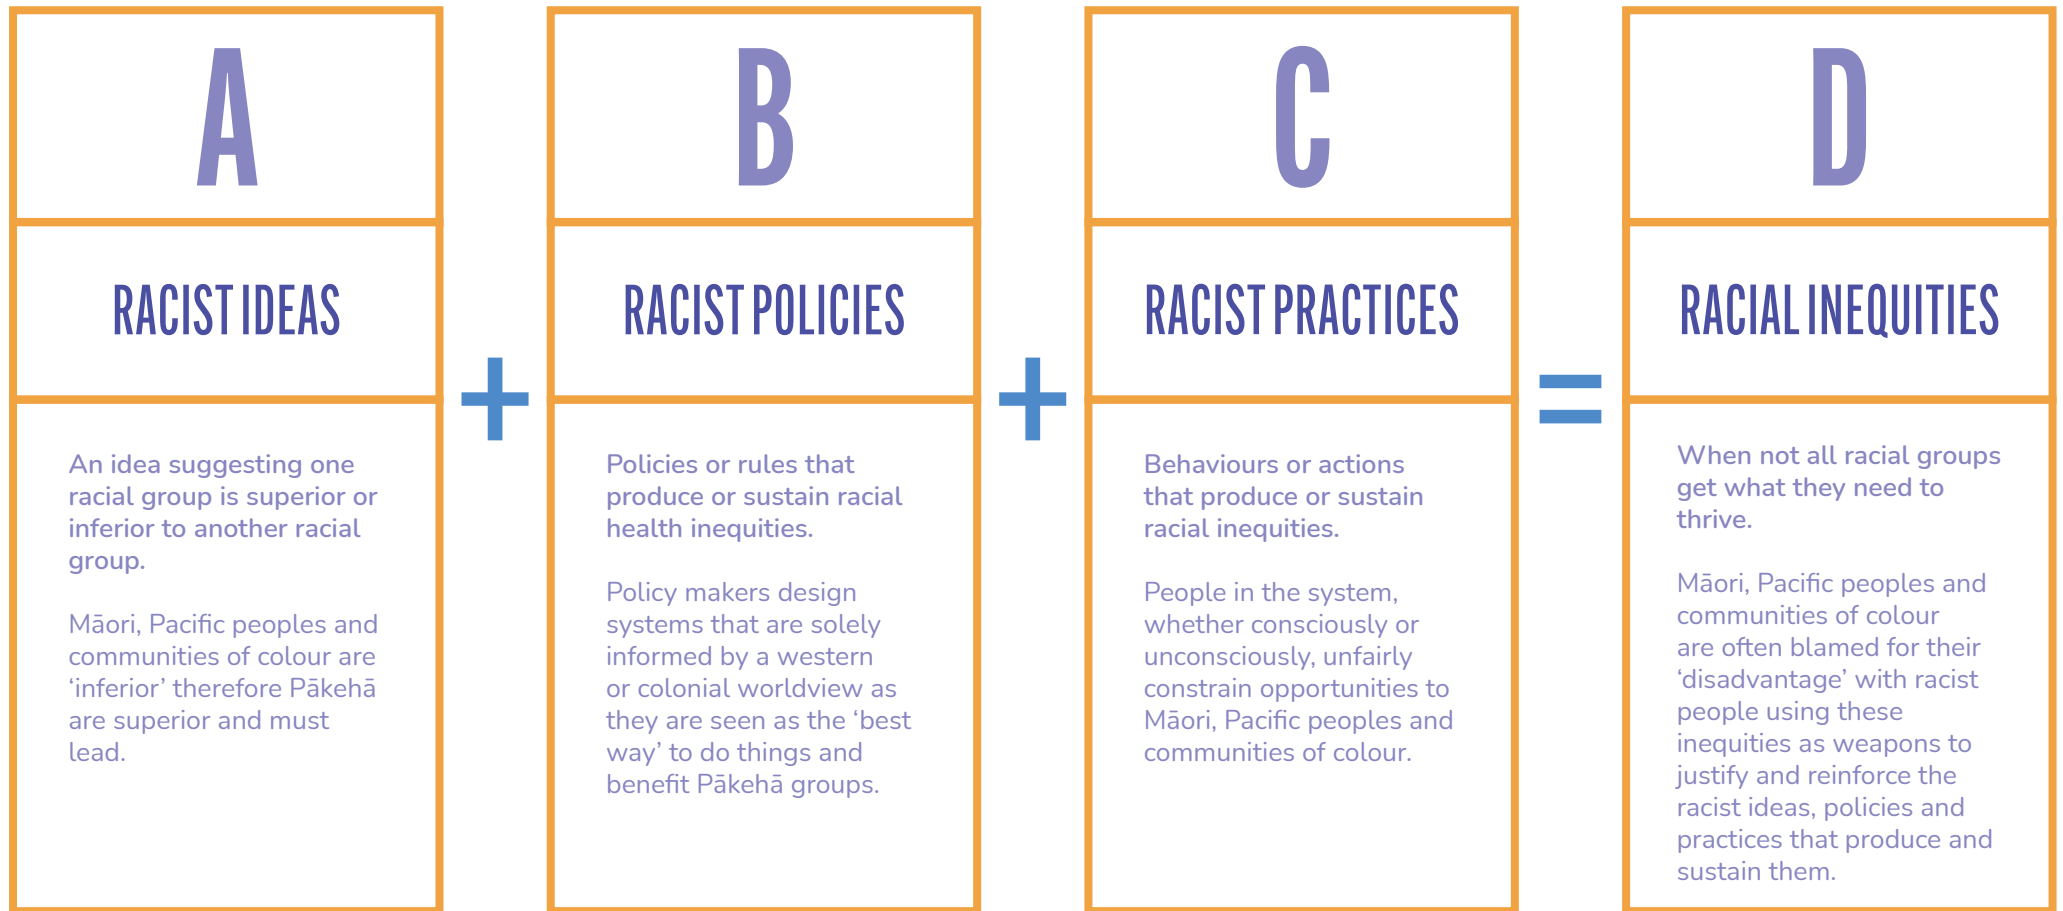 A
RACIST IDEAS
An idea suggesting one
racial group is superior or
inferior to another racial
group.
Māori, Pacific peoples and
communities of colour are
‘inferior’ therefore Pākehā
are superior and must
lead.
+
B
RACIST POLICIES
Policies or rules that
produce or sustain racial
health inequities.
Policy makers design
systems that are solely
informed by a western
or colonial worldview as
they are seen as the ‘best
way’ to do things and
benefit Pākehā groups.
+
C
RACIST PRACTICES
Behaviours or actions
that produce or sustain
racial inequities.
People in the system,
whether consciously or
unconsciously, unfairly
constrain opportunities to
Māori, Pacific peoples and
communities of colour.
=
D
RACIAL INEQUITIES
When not all racial groups
get what they need to
thrive.
Māori, Pacific peoples and
communities of colour
are often blamed for their
‘disadvantage’ with racist
people using these
inequities as weapons to
justify and reinforce the
racist ideas, policies and
practices that produce and
sustain them.